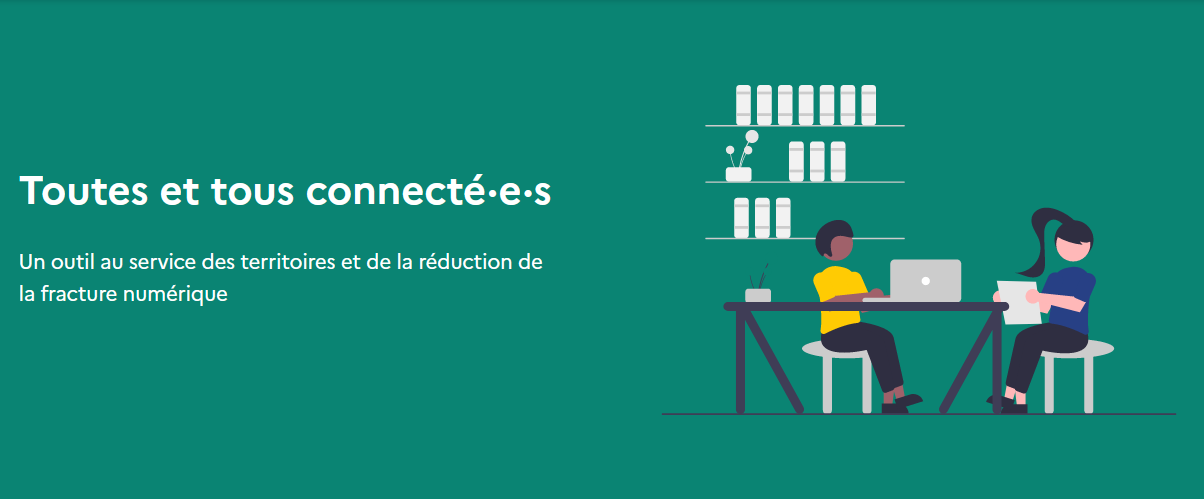 Toutes et tous connecté·e·s
Un outil au service des territoires et de la réduction de
la fracture numérique